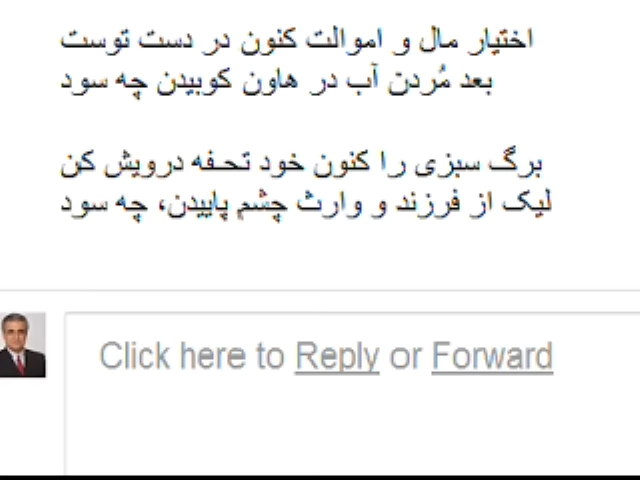 اختیار مال و اموالت کنون در دست توست
بعد مُردن آب در هاون کوبیدن چه سود
برگ سبزی را کنون خود تحـفه درویش کن
لیک از فرزند و وارث چشم پاییدن، چه سود
Click here to Reply or Forward